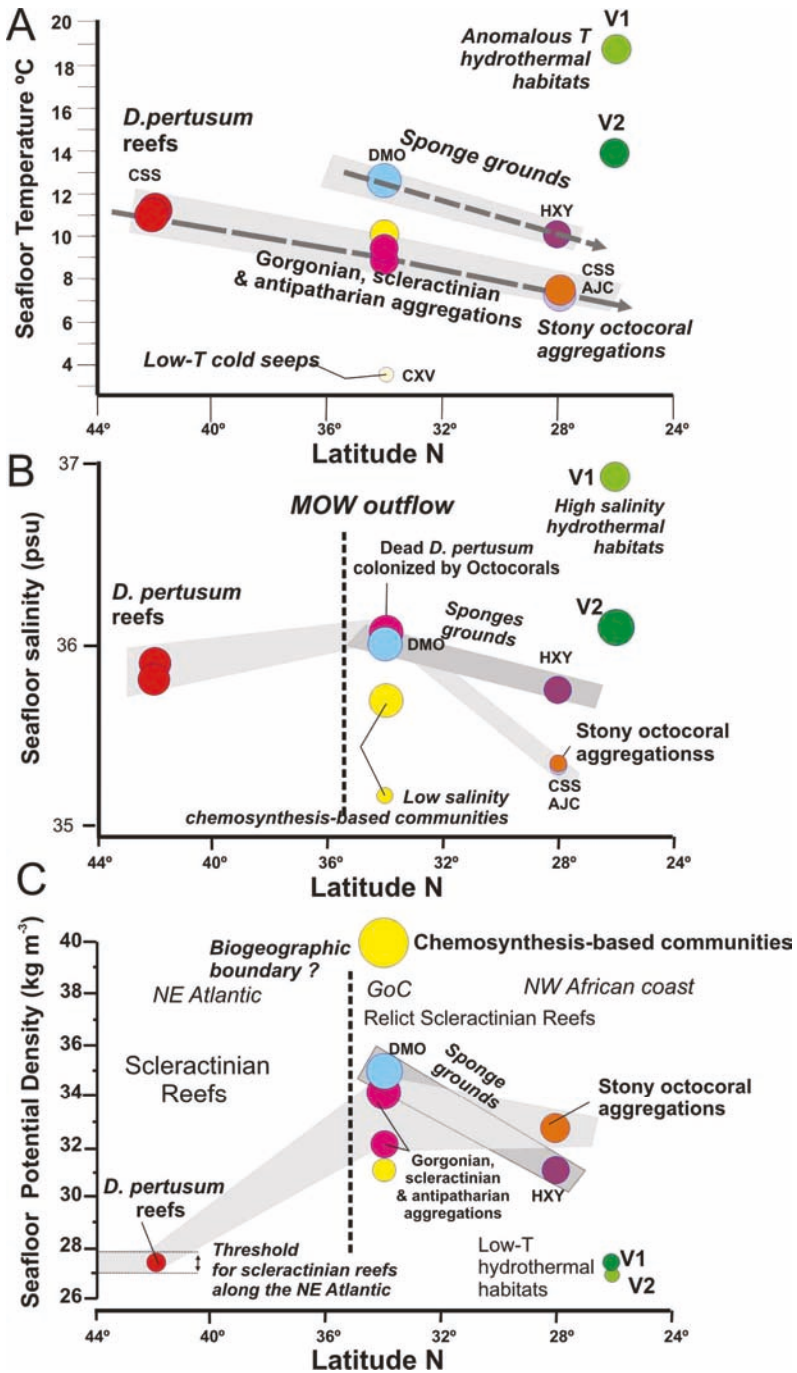 A
Seafloor Temperature ºC
20
18
16
14
12
10
8
6
4
V1
Anomalous T
hydrothermal
habitats
V2
D.pertusum
reefs
CSS
DMO
Sponge grounds
HXY
CSS
AJC
Gorgonian, scleractinian
& antipatharian aggregations
Stony octocoral
aggregations
Low-T cold seeps
CXV
44º
40º
36º
32º
28º
24º
Latitude N
B
Seafloor salinity (psu)
37
36
35
MOW outflow
V1
High salinity
hydrothermal
habitats
Dead D. pertusum
colonized by Octocorals
D. pertusum
reefs
V2
Sponges
grounds
DMO
HXY
Stony octocoral
aggregationss
CSS
AJC
Low salinity
chemosynthesis-based communities
44º
40º
36º
32º
28º
24º
Latitude N
C
Seafloor Potential Density (kg m-3)
40
38
36
34
32
30
28
26
Biogeographic
boundary ?
Chemosynthesis-based communities
NE Atlantic
GoC
NW African coast
Relict Scleractinian Reefs
DMO
Sponge
grounds
Scleractinian
Reefs
Stony octocoral
aggregations
Gorgonian,
scleractinian
& antipatharian
aggregations
HXY
D. pertusum
reefs
Threshold
for scleractinian reefs
along the NE Atlantic
Low-T
hydrothermal
habitats
V1
V2
44º
40º
36º
32º
28º
24º
Latitude N